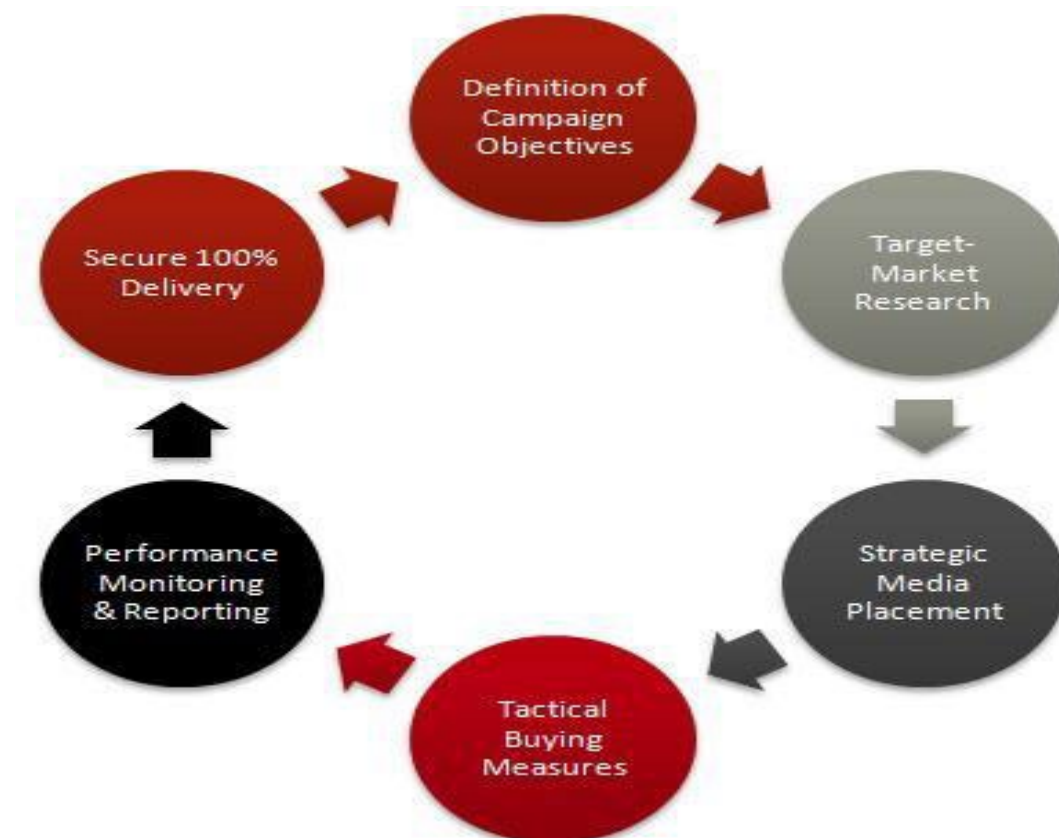 Definition of
Campaign
Objectives
Target-
Market
Research
Strategic
Media
Placement
Tactical
Buying
Measures
Performance
Monitoring
& Reporting
Secure 100%
Delivery